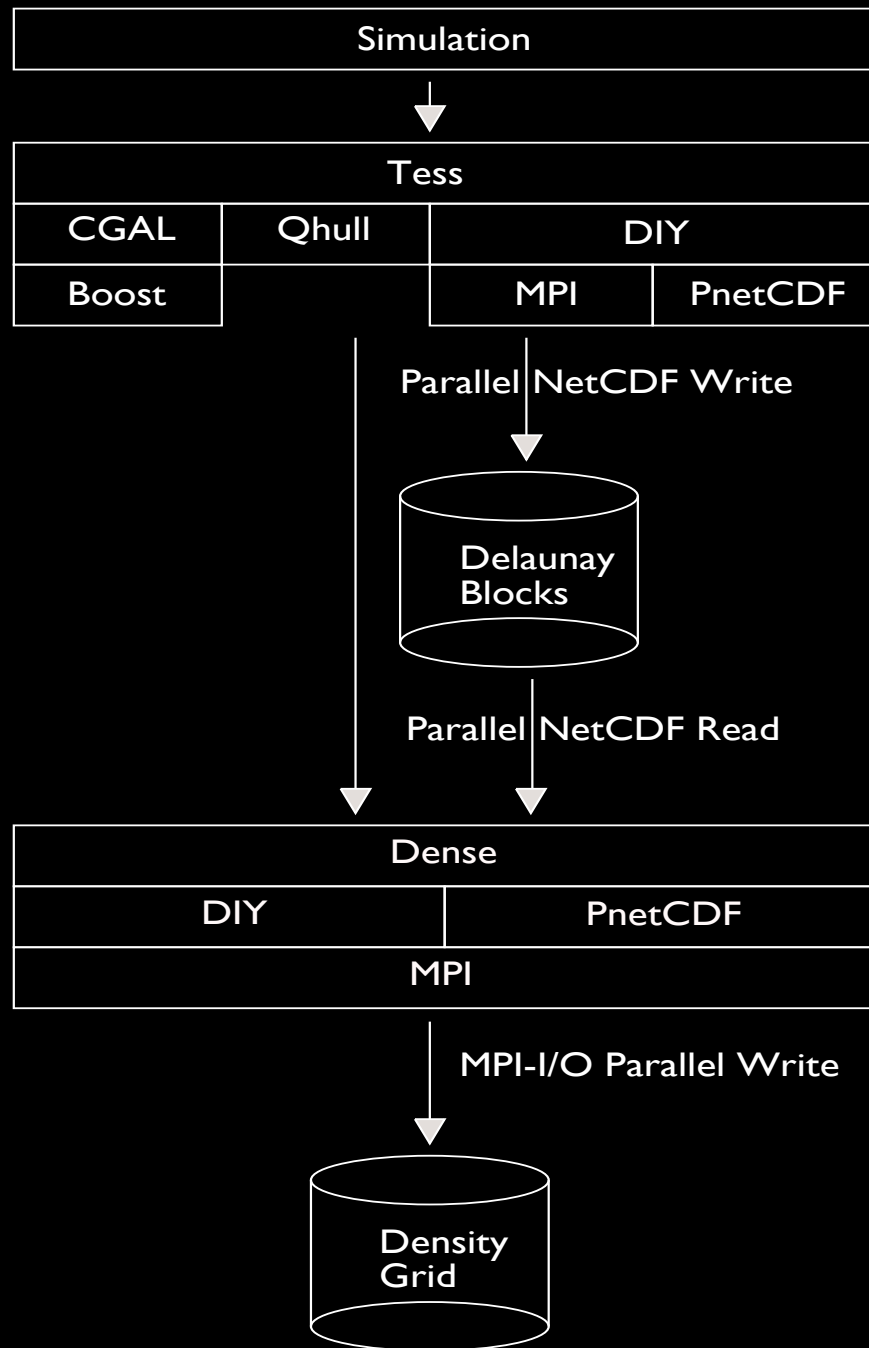 Simulation
Tess
CGAL
Qhull
DIY
Boost
MPI
PnetCDF
Parallel NetCDF Write
Delaunay
Blocks
Parallel NetCDF Read
Dense
DIY
PnetCDF
MPI
MPI-I/O Parallel Write
Density
Grid